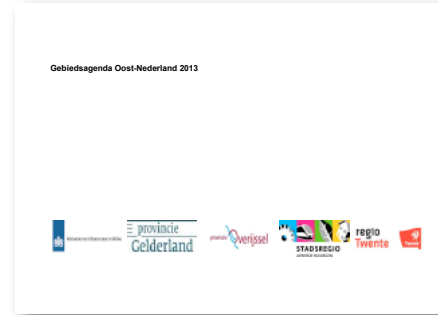 Gebiedsagenda Oost-Nederland 2013
provincie
Gelderland
provincie Overijssel
STADSREGIO
regio
Twente